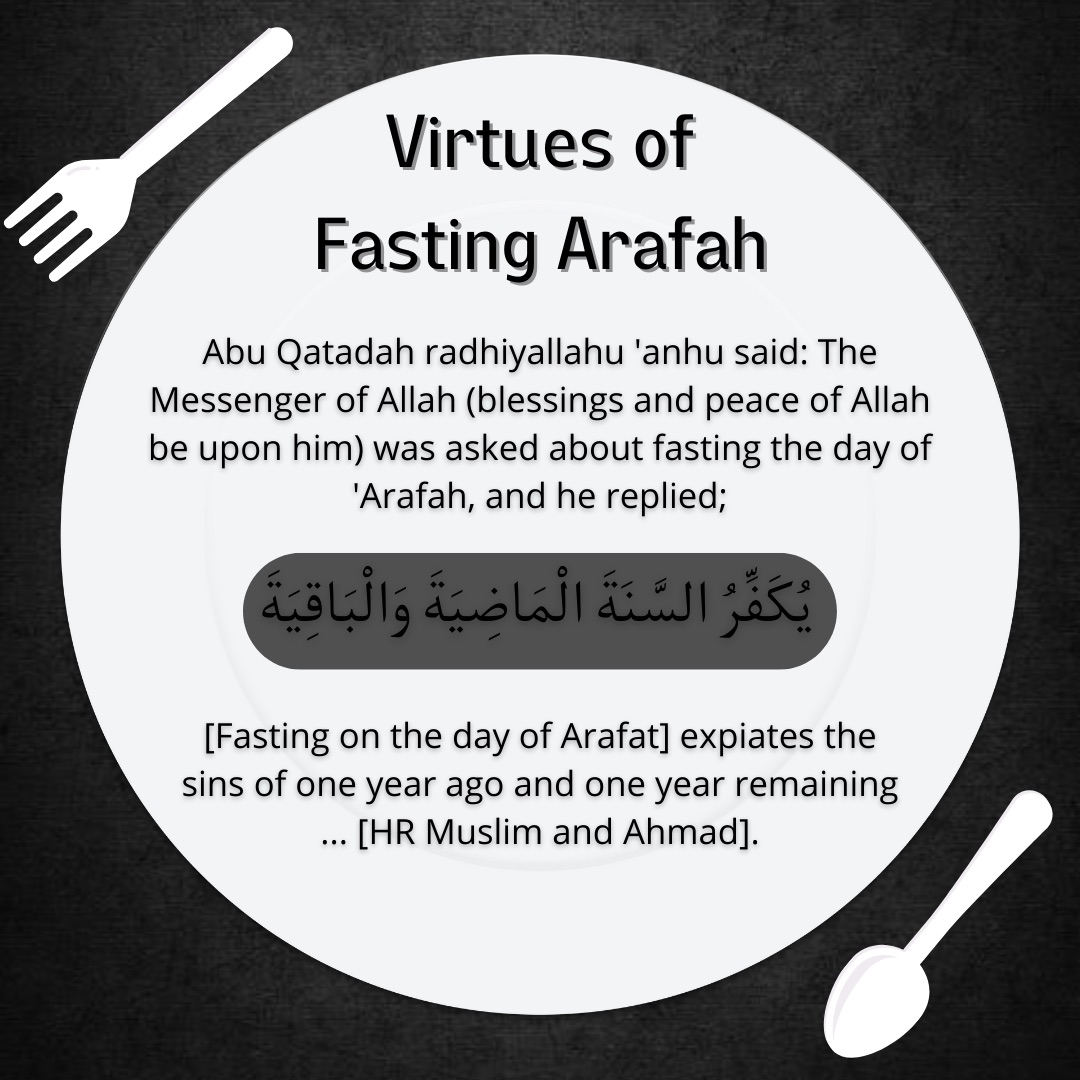 Virtues of
Fasting Arafah
Abu Qatadah radhiyallahu 'anhu said: The
Messenger of Allah (blessings and peace of Allah
be upon him) was asked about fasting the day of
'Arafah, and he replied;
يُكَفِّرُ السَّنَةَ الْمَاضِيَةَ وَالْبَاقِيَةَ
[Fasting on the day of Arafat] expiates the
sins of one year ago and one year remaining
... [HR Muslim and Ahmad].